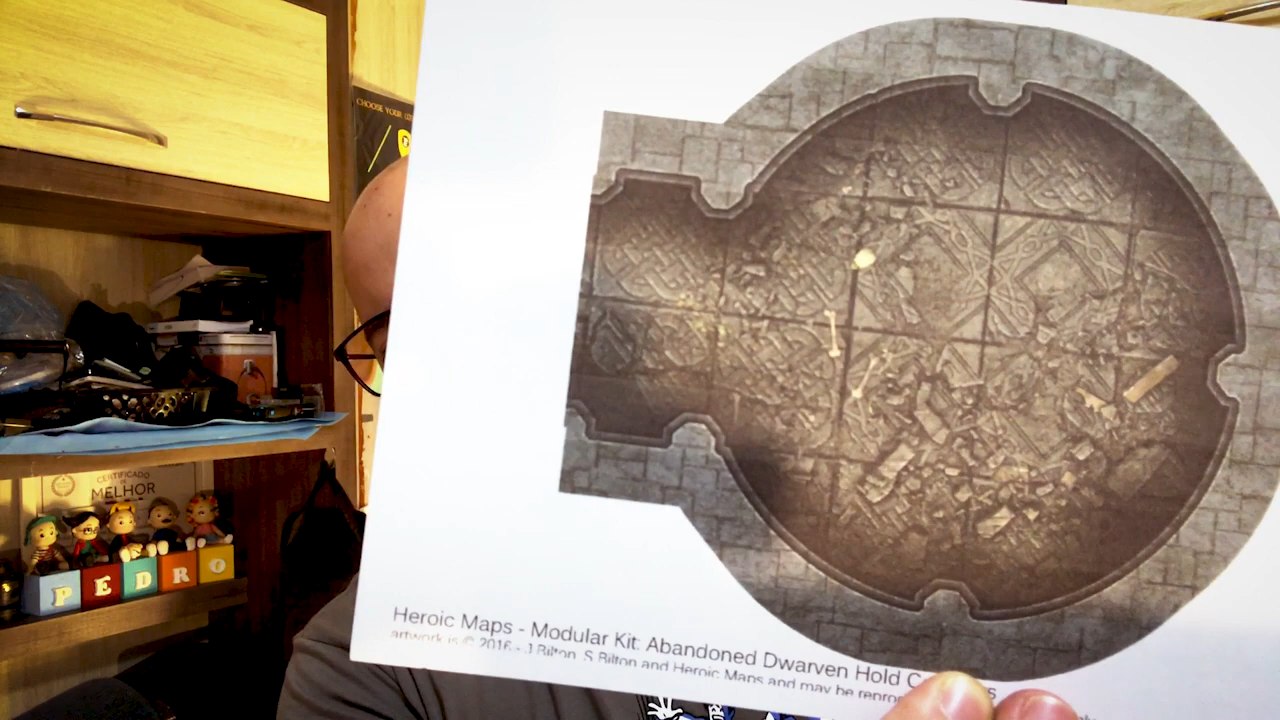 CHOOSE YOUR
CERTIFICADO
MELHOR
PEDRO
Heroic Maps - Modular Kit: Abandoned Dwarven Hold
artwork is © 2016 - J Bilton, S Bilton and Heroic Maps and may be